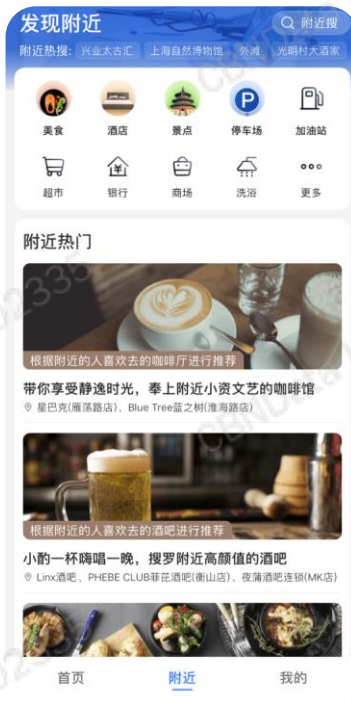 发现附近
附近搜
附近热搜: 兴业太古汇 上海自然博物馆 外滩 光明村大酒家
美食 酒店 景点 停车场 加油站
超市 银行 商场 洗浴 更多
附近热门
根据附近的人喜欢去的咖啡厅进行推荐
带你享受静逸时光，奉上附近小资文艺的咖啡馆
星巴克(雁荡路店)、Blue Tree蓝之树(淮海路店)
根据附近的人喜欢去的酒吧进行推荐
小酌一杯嗨唱一晚，搜罗附近高颜值的酒吧
Linx酒吧、PHEBE CLUB菲芘酒吧(衡山店)、夜蒲酒吧连锁(MK店)
首页 附近 我的